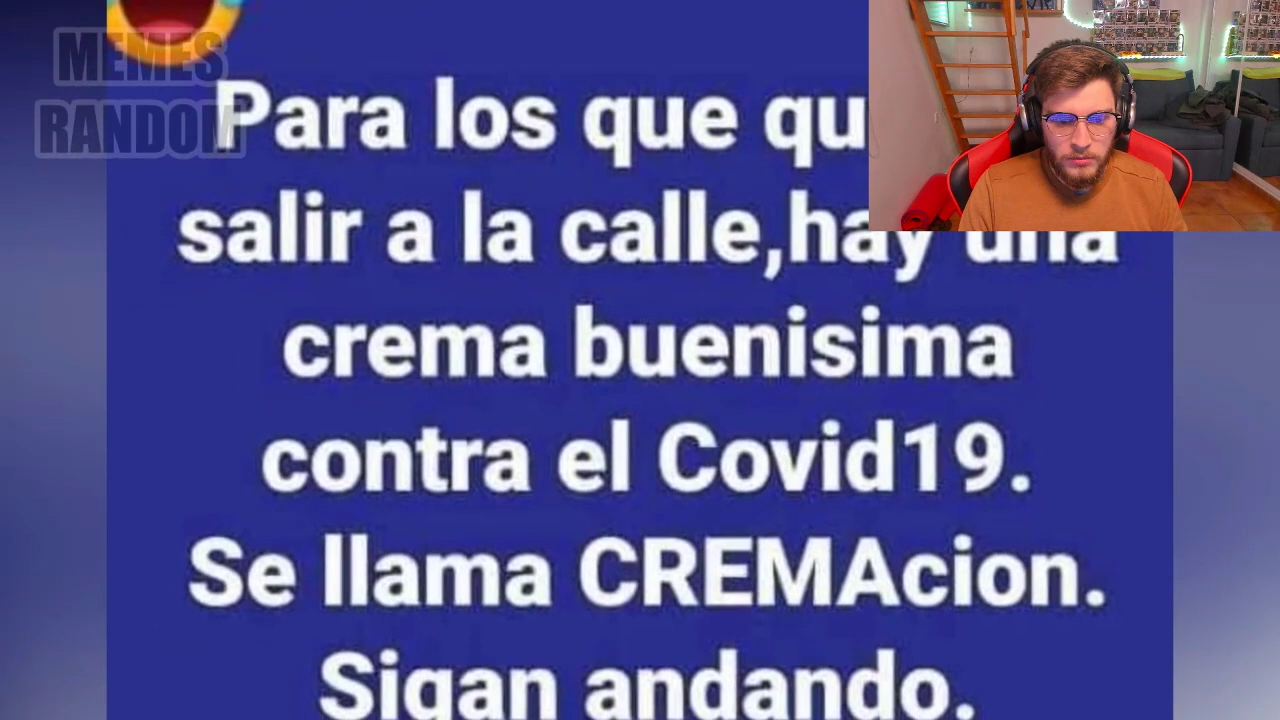 MEMES
RANDOM
Para los que
salir a la calle,hay una
crema buenisima
contra el Covid19.
Se llama CREMAcion.
Sigan andando.